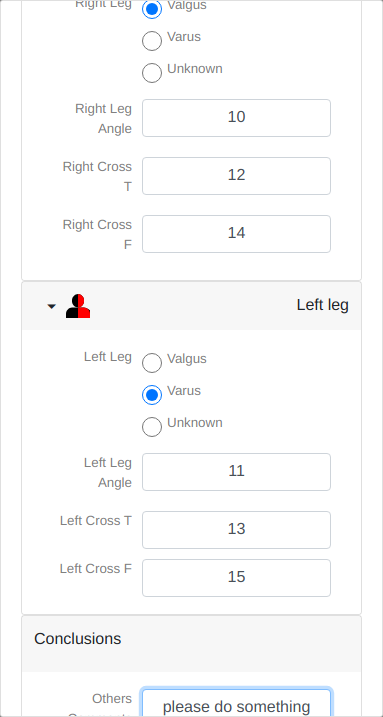 Right Leg
Valgus
Varus
Unknown
Right Leg
Angle
10
Right Cross
T
12
Right Cross
F
14
Left leg
Left Leg
Valgus
Varus
Unknown
Left Leg
Angle
11
Left Cross T
13
Left Cross F
15
Conclusions
Others
please do something